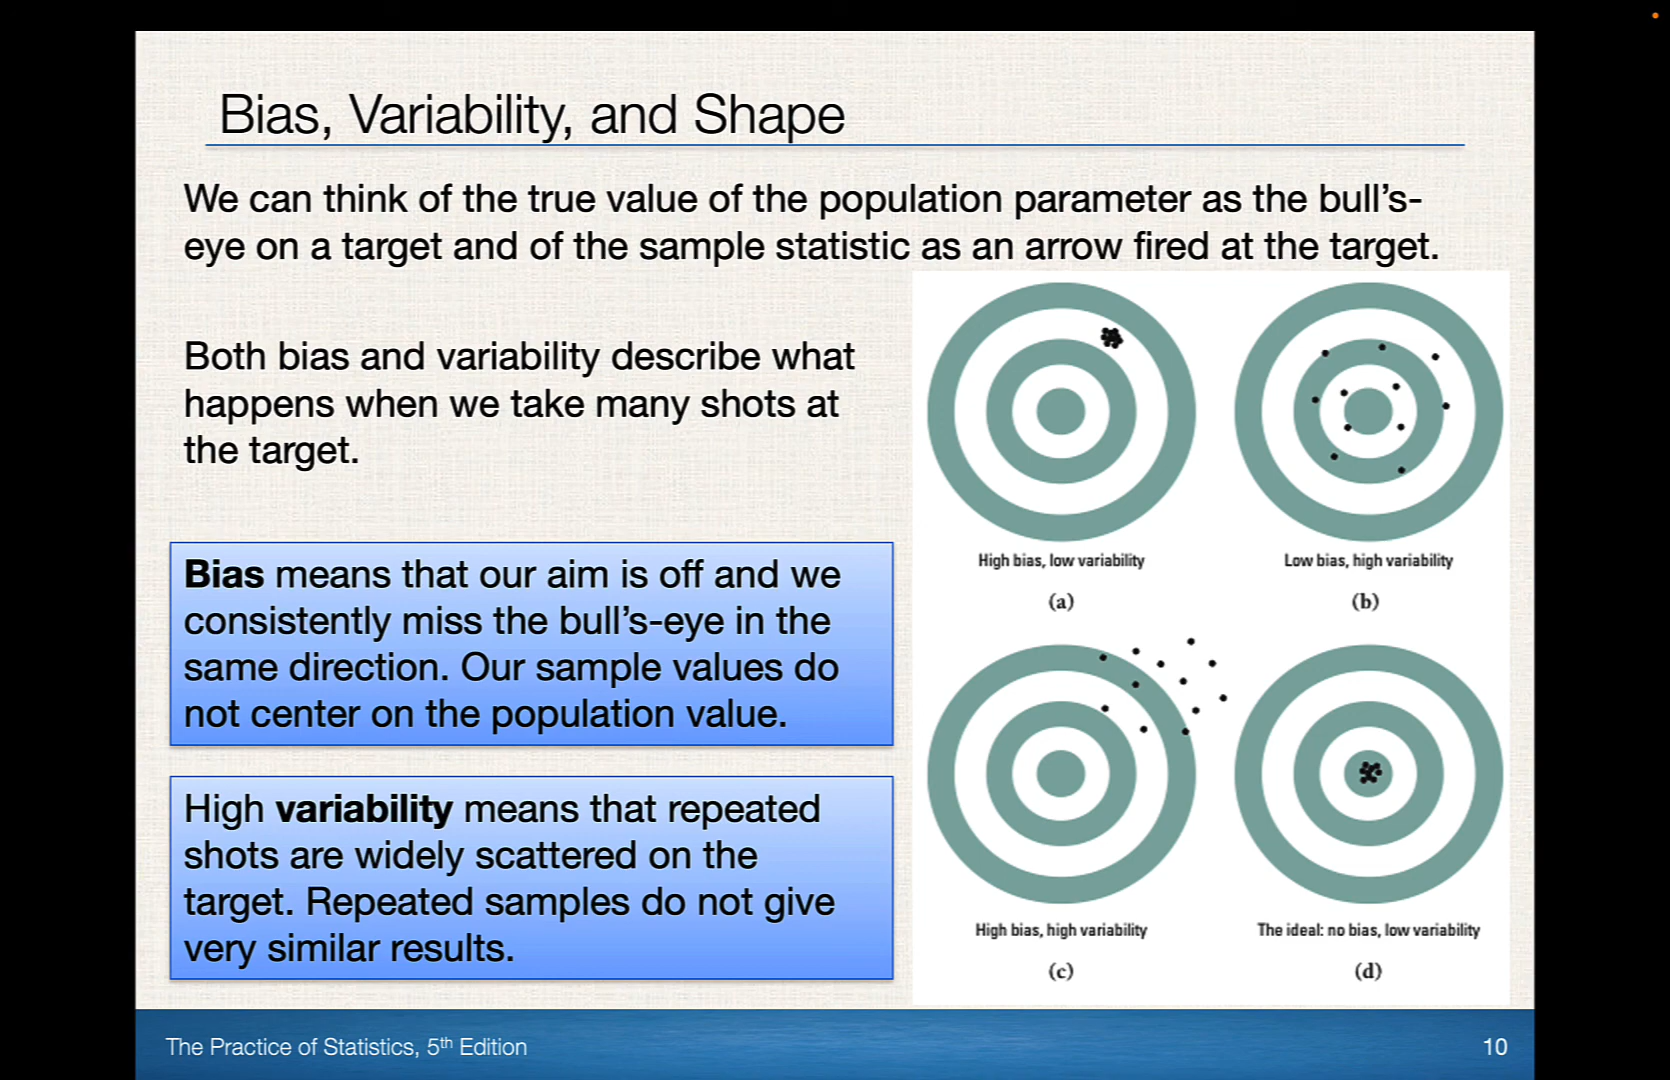 Bias, Variability, and Shape
We can think of the true value of the population parameter as the bull’s-
eye on a target and of the sample statistic as an arrow fired at the target.
Both bias and variability describe what
happens when we take many shots at
the target.
Bias means that our aim is off and we
consistently miss the bull’s-eye in the
same direction. Our sample values do
not center on the population value.
High variability means that repeated
shots are widely scattered on the
target. Repeated samples do not give
very similar results.
High bias, low variability
(a)
Low bias, high variability
(b)
High bias, high variability
(c)
The ideal: no bias, low variability
(d)
The Practice of Statistics, 5th Edition
10